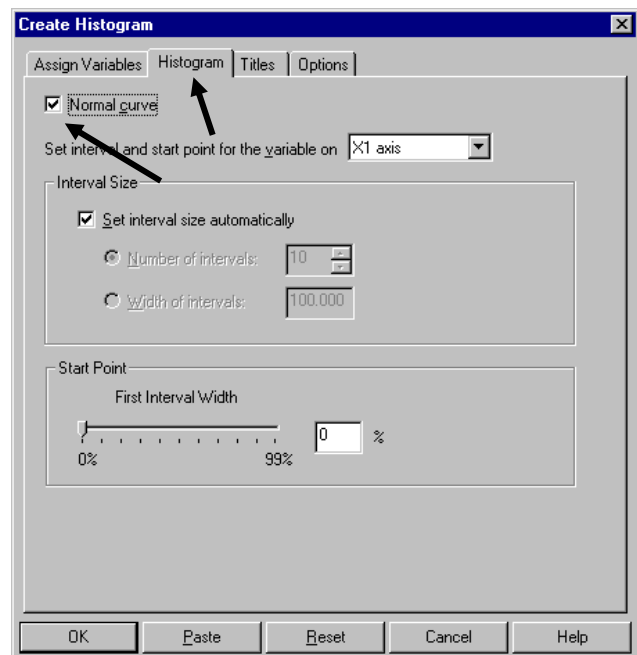 Create Histogram
Assign Variables Histogram Titles Options
Normal curve
Set interval and start point for the variable on X1 axis
Interval Size
Set interval size automatically
Number of intervals: 10
Width of intervals: 100.000
Start Point
First Interval Width
0 %
0% 99%
OK Paste Reset Cancel Help